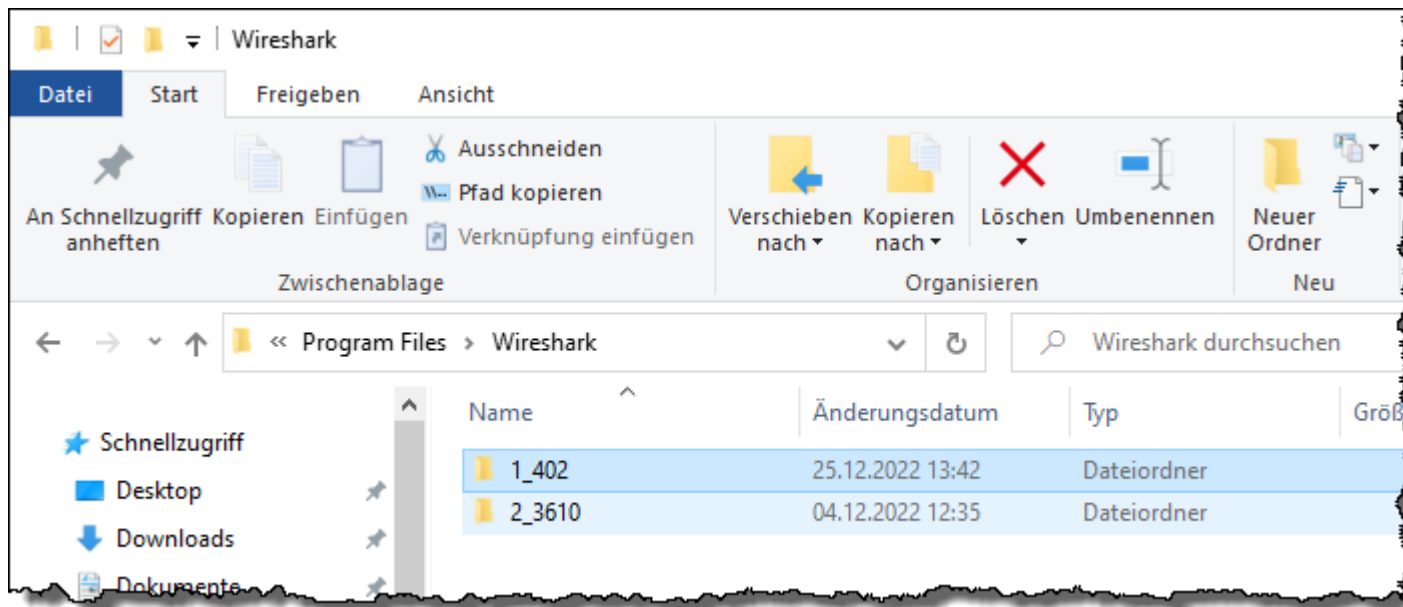 Wireshark
Datei Start Freigeben Ansicht
An Schnellzugriff anheften
Kopieren
Einfügen
Ausschneiden
Pfad kopieren
Verknüpfung einfügen
Zwischenablage
Verschieben nach
Kopieren nach
Löschen
Umbenennen
Organisieren
Neuer Ordner
Neu
« Program Files > Wireshark
Wireshark durchsuchen
Schnellzugriff
Desktop
Downloads
Dokumente
Name Änderungsdatum Typ Größ
1_402 25.12.2022 13:42 Dateiordner
2_3610 04.12.2022 12:35 Dateiordner